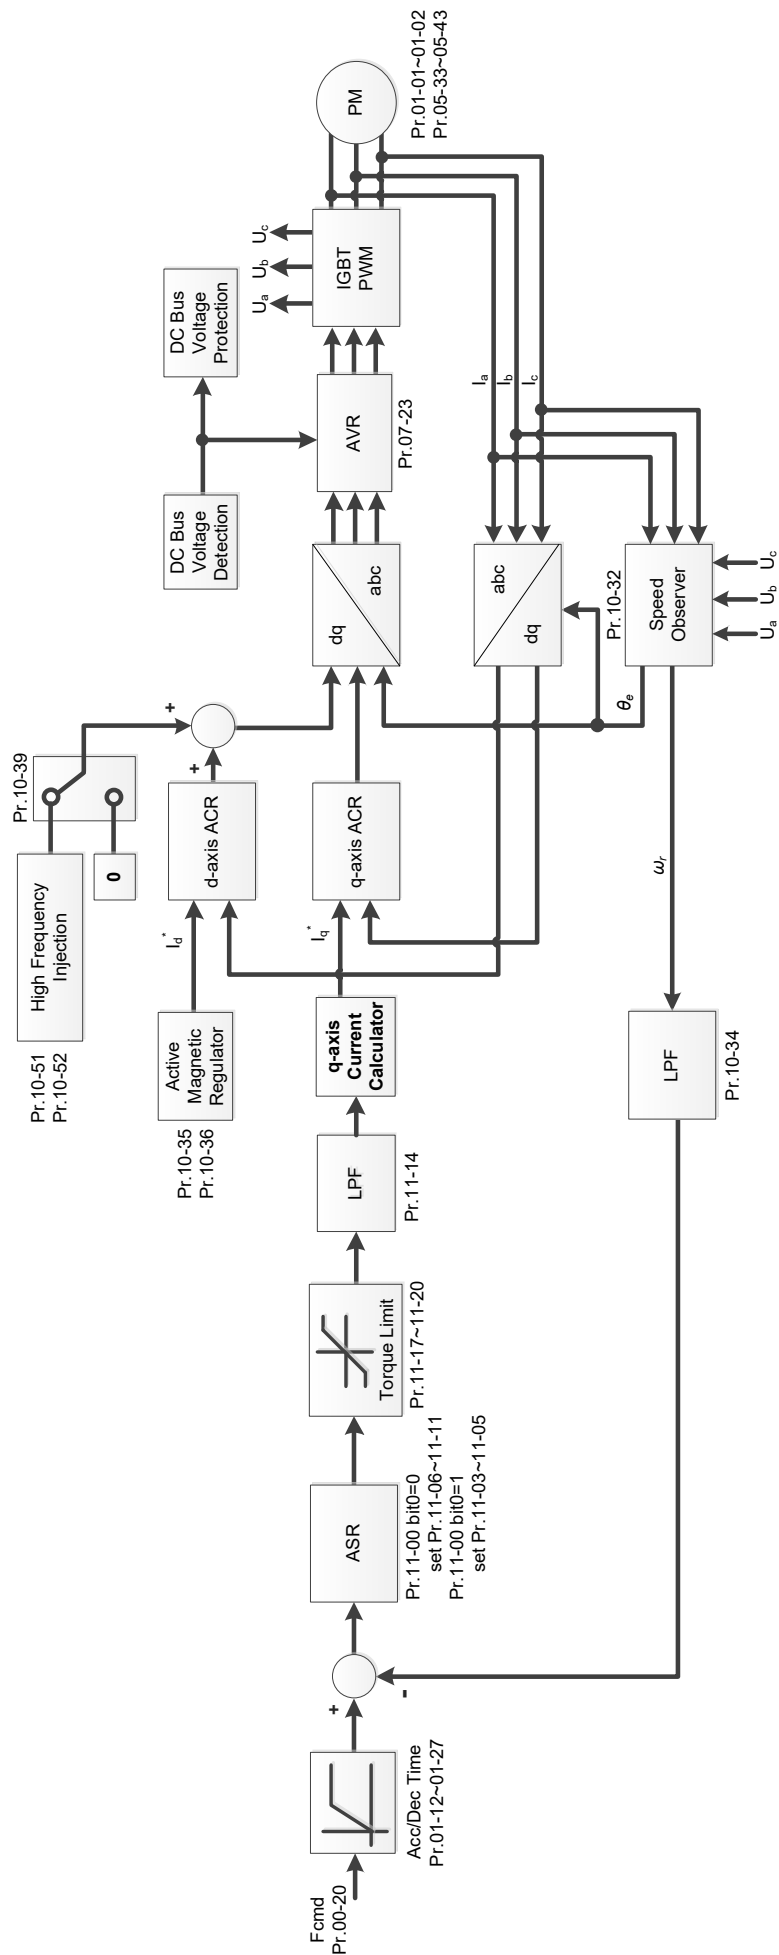 Fcmd
Pr.00-20
Acc/Dec Time
Pr.01-12~01-27
+
-
ASR
Pr.11-00 bit0=0
set Pr.11-06~11-11
Pr.11-00 bit0=1
set Pr.11-03~11-05
Torque Limit
Pr.11-17~11-20
LPF
Pr.11-14
q-axis
Current
Calculator
Iq*
Pr.10-35
Pr.10-36
Active
Magnetic
Regulator
Id*
Pr.10-51
Pr.10-52
High Frequency
Injection
0
Pr.10-39
d-axis ACR
+
+
q-axis ACR
dq
abc
DC Bus
Voltage
Detection
DC Bus
Voltage
Protection
AVR
Pr.07-23
IGBT
PWM
Ua
Ub
Uc
PM
Pr.01-01~01-02
Pr.05-33~05-43
Ia
Ib
Ic
abc
dq
Pr.10-32
Speed
Observer
Ua
Ub
Uc
θe
ωr
LPF
Pr.10-34